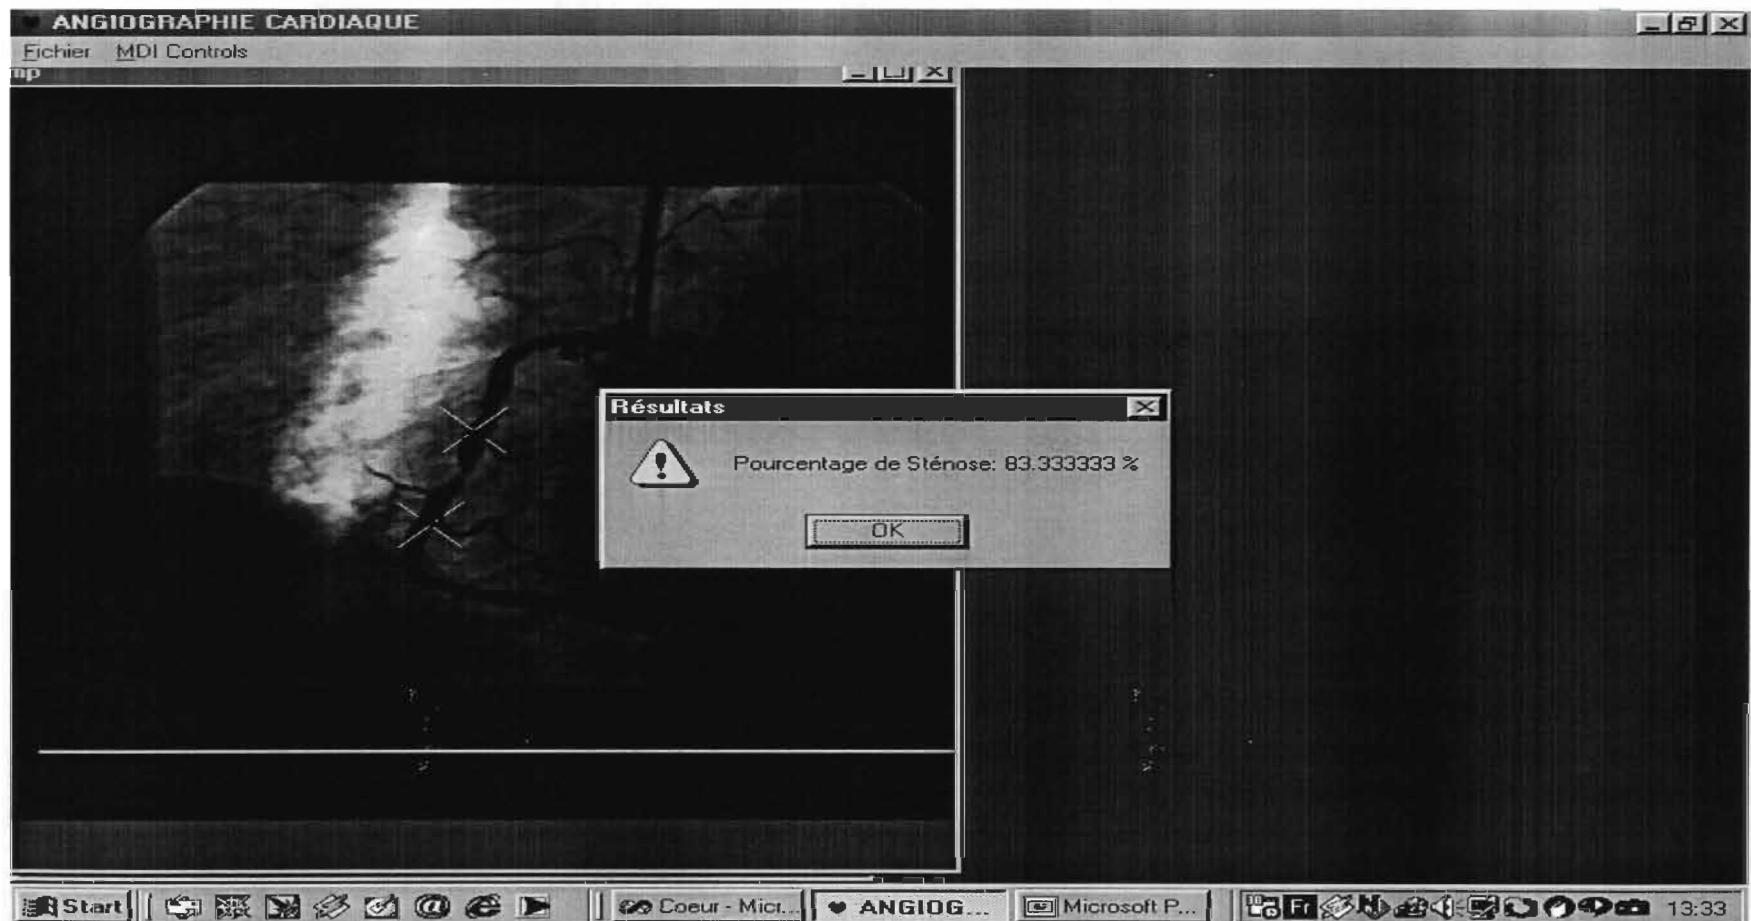 ANGIOGRAPHIE CARDIAQUE
Fichier MDI Controls
mp
Résultats
Pourcentage de Sténose: 83.333333 %
OK
Start
Coeur - Micr...
ANGIOG...
Microsoft P...
13:33